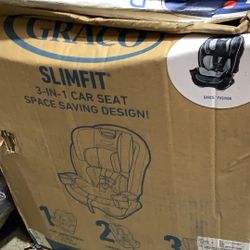 GRACO
SLIMFIT®
3-IN-1 CAR SEAT
SPACE SAVING DESIGN!
1 2 3